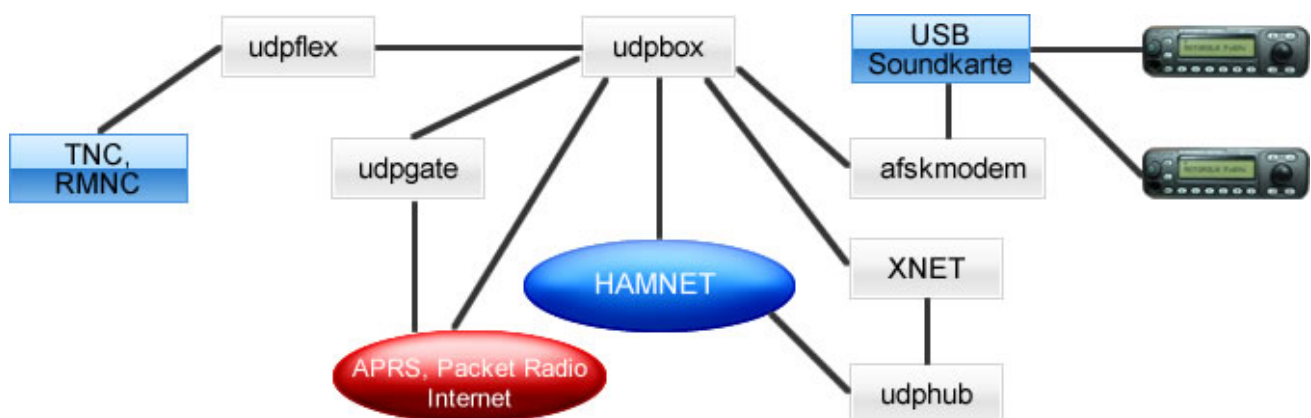 udpflex
udpbox
USB
Soundkarte
TNC,
RMNC
udpgate
afskmodem
HAMNET
XNET
APRS, Packet Radio
Internet
udphub